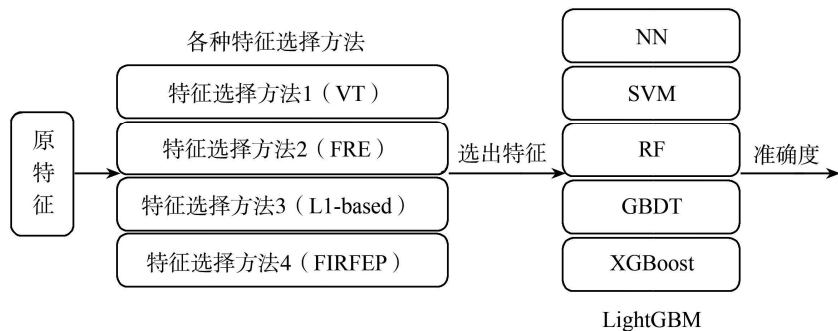 各种特征选择方法
原特征
特征选择方法1（VT）
特征选择方法2（FRE）
特征选择方法3（L1-based）
特征选择方法4（FIRFEP）
选出特征
NN
SVM
RF
GBDT
XGBoost
LightGBM
准确度